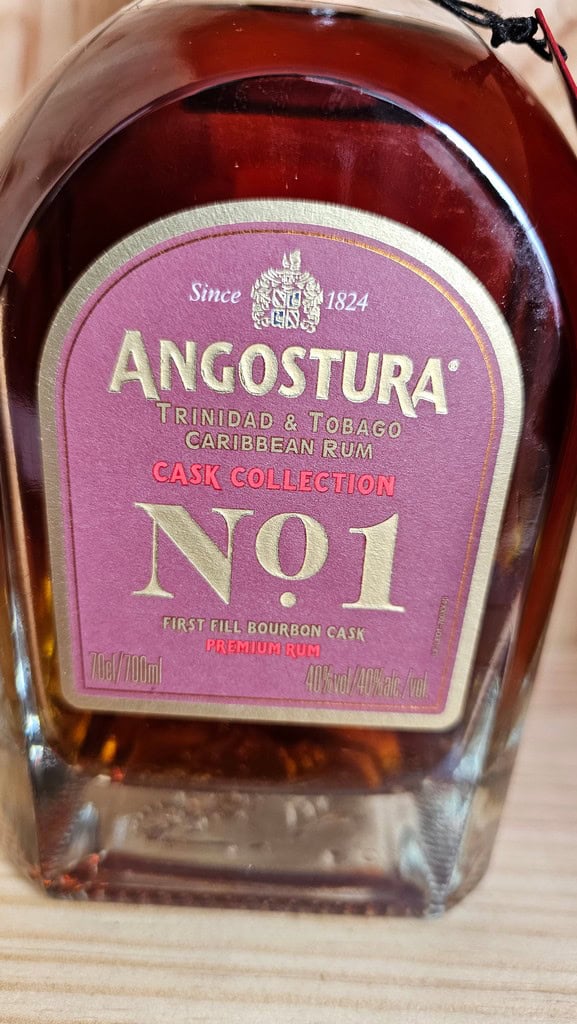 Since 1824
ANGOSTURA®
TRINIDAD & TOBAGO
CARIBBEAN RUM
CASK COLLECTION
No1
FIRST FILL BOURBON CASK
PREMIUM RUM
70cl/700ml 40%vol/40%alc./vol.